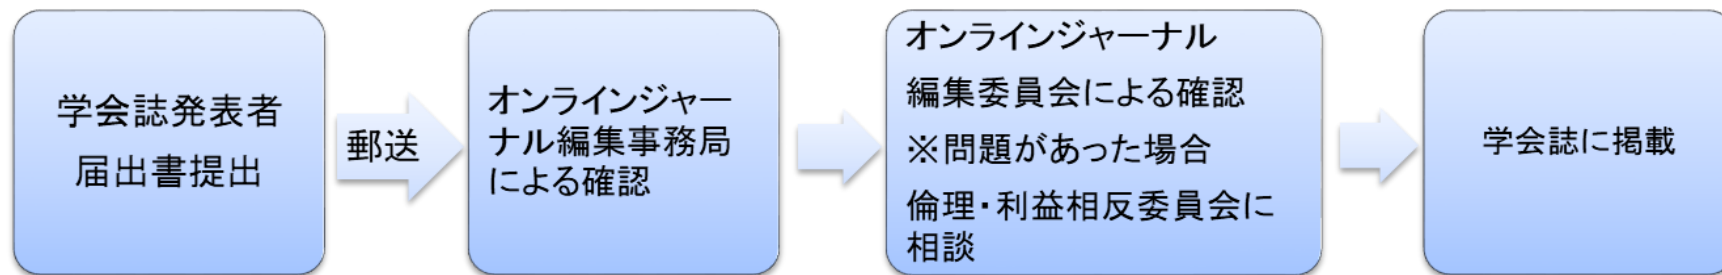 学会誌発表者
届出書提出
郵送
オンラインジャー
ナル編集事務局
による確認
オンラインジャーナル
編集委員会による確認
※問題があった場合
倫理・利益相反委員会に
相談
学会誌に掲載